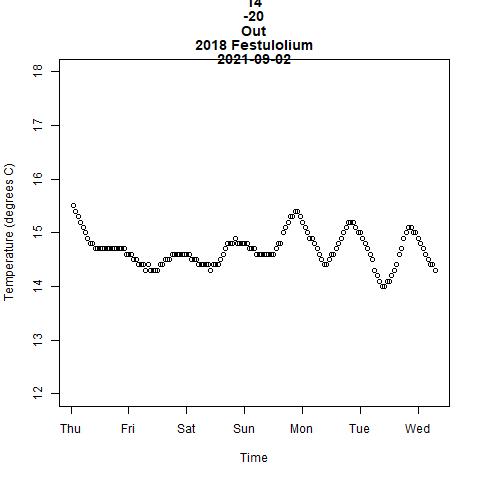 14
-20
Out
2018 Festulolium
2021-09-02
18
17
16
15
14
13
12
Temperature (degrees C)
Thu Fri Sat Sun Mon Tue Wed
Time